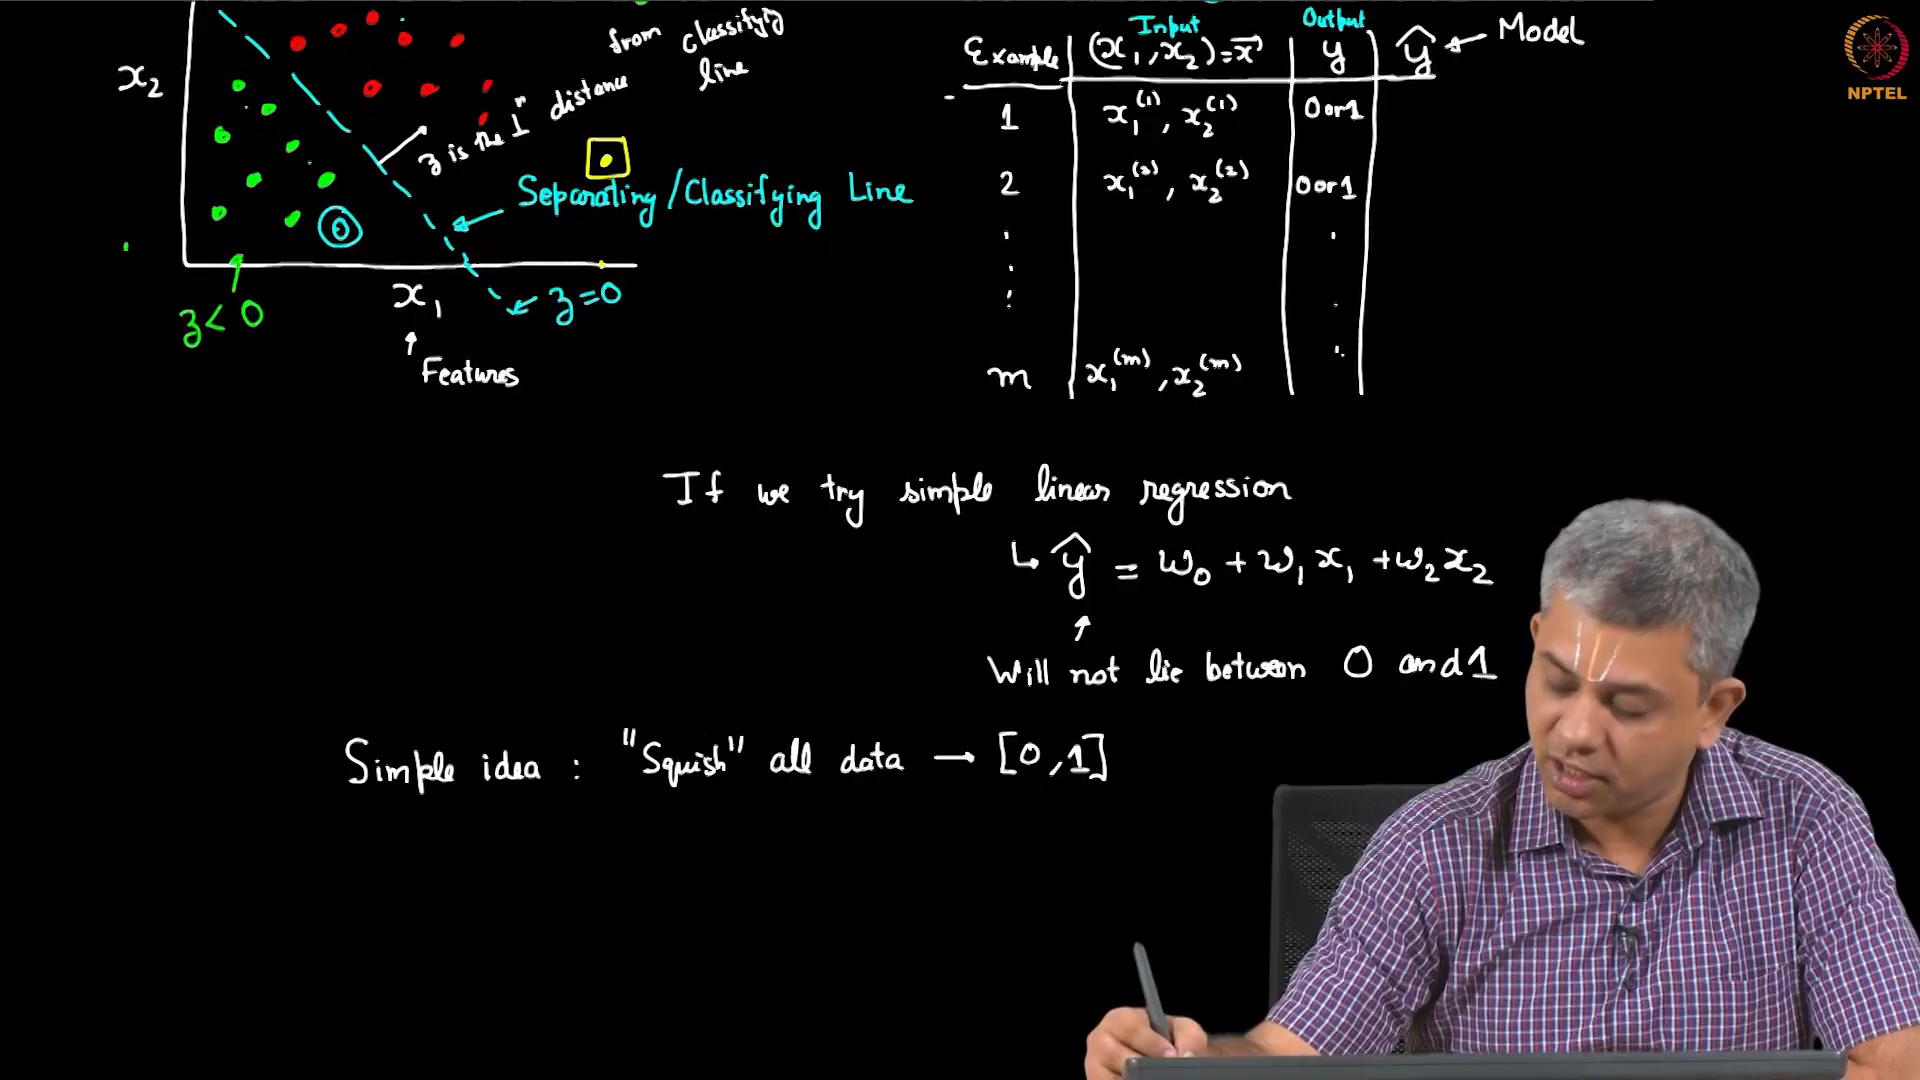 x₂
from classifying
line
z is the ⊥ʳ distance
Separating/Classifying Line
z<0
x₁
z=0
Features
Input
Output
Example (x₁,x₂)=x⃗ y ŷ ← Model
1 x₁⁽¹⁾, x₂⁽¹⁾ 0 or 1
2 x₁⁽²⁾, x₂⁽²⁾ 0 or 1
m x₁⁽ᵐ⁾, x₂⁽ᵐ⁾
If we try simple linear regression
↳ ŷ = w₀ + w₁x₁ + w₂x₂
Will not lie between 0 and 1
Simple idea : "Squish" all data → [0,1]
NPTEL